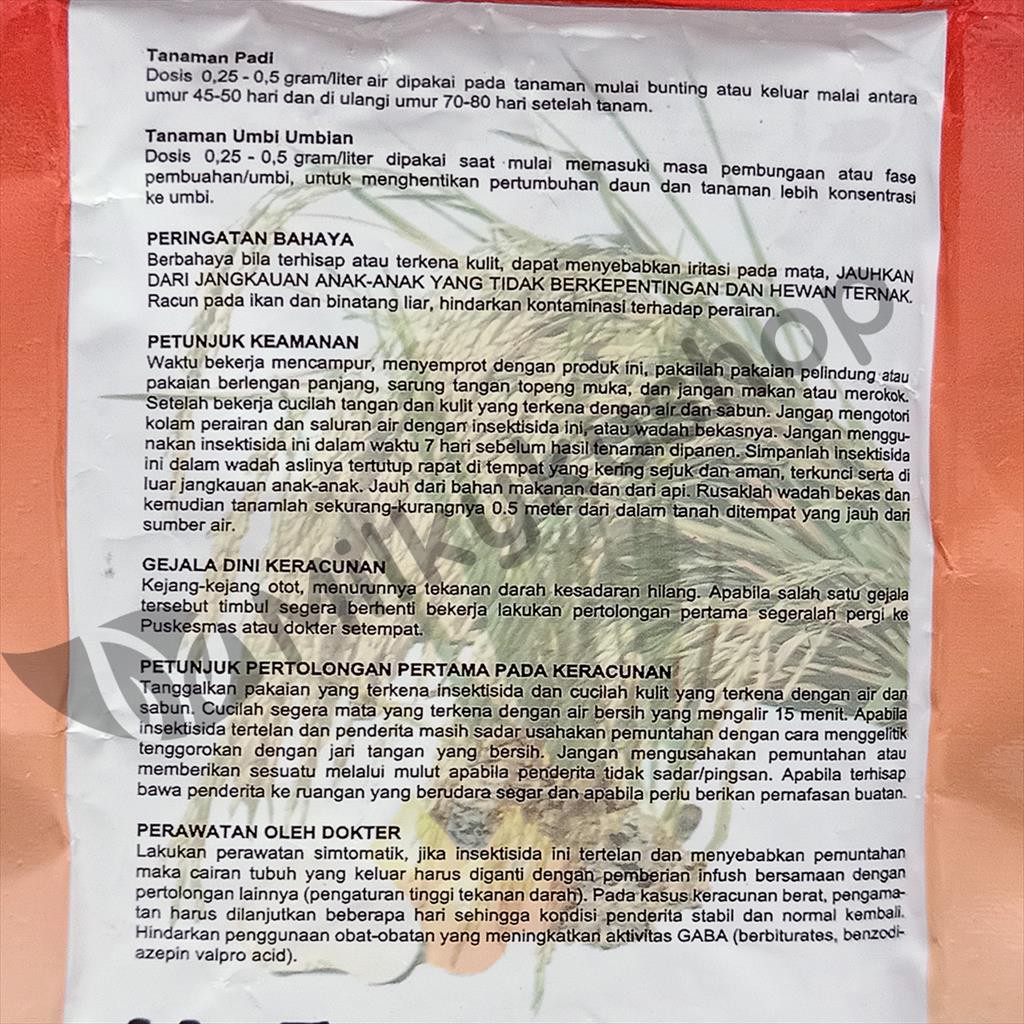 Tanaman Padi
Dosis 0,25 - 0,5 gram/liter air dipakai pada tanaman mulai bunting atau keluar malai antara
umur 45-50 hari dan di ulangi umur 70-80 hari setelah tanam.
Tanaman Umbi Umbian
Dosis 0,25 - 0,5 gram/liter dipakai saat mulai memasuki masa pembungaan atau fase
pembuahan/umbi, untuk menghentikan pertumbuhan daun dan tanaman lebih konsentrasi
ke umbi.
PERINGATAN BAHAYA
Berbahaya bila terhisap atau terkena kulit, dapat menyebabkan iritasi pada mata, JAUHKAN
DARI JANGKAUAN ANAK-ANAK YANG TIDAK BERKEPENTINGAN DAN HEWAN TERNAK.
Racun pada ikan dan binatang liar, hindarkan kontaminasi terhadap perairan.
PETUNJUK KEAMANAN
Waktu bekerja mencampur, menyemprot dengan produk ini, pakailah pakaian pelindung atau
pakaian berlengan panjang, sarung tangan topeng muka, dan jangan makan atau merokok.
Setelah bekerja cucilah tangan dan kulit yang terkena dengan air dan sabun. Jangan mengotori
kolam perairan dan saluran air dengan insektisida ini, atau wadah bekasnya. Jangan menggu-
nakan insektisida ini dalam waktu 7 hari sebelum hasil tenaman dipanen. Simpanlah insektisida
ini dalam wadah aslinya tertutup rapat di tempat yang kering sejuk dan aman, terkunci serta di
luar jangkauan anak-anak. Jauh dari bahan makanan dan dari api. Rusaklah wadah bekas dan
kemudian tanamlah sekurang-kurangnya 0.5 meter dari dalam tanah ditempat yang jauh dari
sumber air.
GEJALA DINI KERACUNAN
Kejang-kejang otot, menurunnya tekanan darah kesadaran hilang. Apabila salah satu gejala
tersebut timbul segera berhenti bekerja lakukan pertolongan pertama segeralah pergi ke
Puskesmas atau dokter setempat.
PETUNJUK PERTOLONGAN PERTAMA PADA KERACUNAN
Tanggalkan pakaian yang terkena insektisida dan cucilah kulit yang terkena dengan air dan
sabun. Cucilah segera mata yang terkena dengan air bersih yang mengalir 15 menit. Apabila
insektisida tertelan dan penderita masih sadar usahakan pemuntahan dengan cara menggelitik
tenggorokan dengan jari tangan yang bersih. Jangan mengusahakan pemuntahan atau
memberikan sesuatu melalui mulut apabila penderita tidak sadar/pingsan. Apabila terhisap
bawa penderita ke ruangan yang berudara segar dan apabila perlu berikan pernafasan buatan.
PERAWATAN OLEH DOKTER
Lakukan perawatan simtomatik, jika insektisida ini tertelan dan menyebabkan pemuntahan
maka cairan tubuh yang keluar harus diganti dengan pemberian infush bersamaan dengan
pertolongan lainnya (pengaturan tinggi tekanan darah). Pada kasus keracunan berat, pengama-
tan harus dilanjutkan beberapa hari sehingga kondisi penderita stabil dan normal kembali.
Hindarkan penggunaan obat-obatan yang meningkatkan aktivitas GABA (berbiturates, benzodi-
azepin valpro acid).